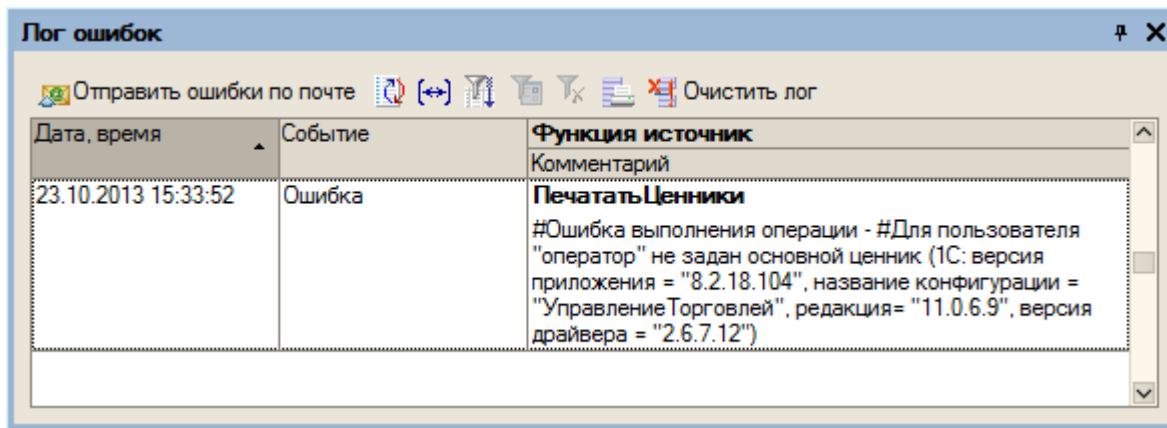 Лог ошибок
Отправить ошибки по почте Очистить лог
Дата, время Событие Функция источник
Комментарий
23.10.2013 15:33:52 Ошибка ПечататьЦенники
#Ошибка выполнения операции - #Для пользователя
"оператор" не задан основной ценник (1С: версия
приложения = "8.2.18.104", название конфигурации =
"УправлениеТорговлей", редакция= "11.0.6.9", версия
драйвера = "2.6.7.12")